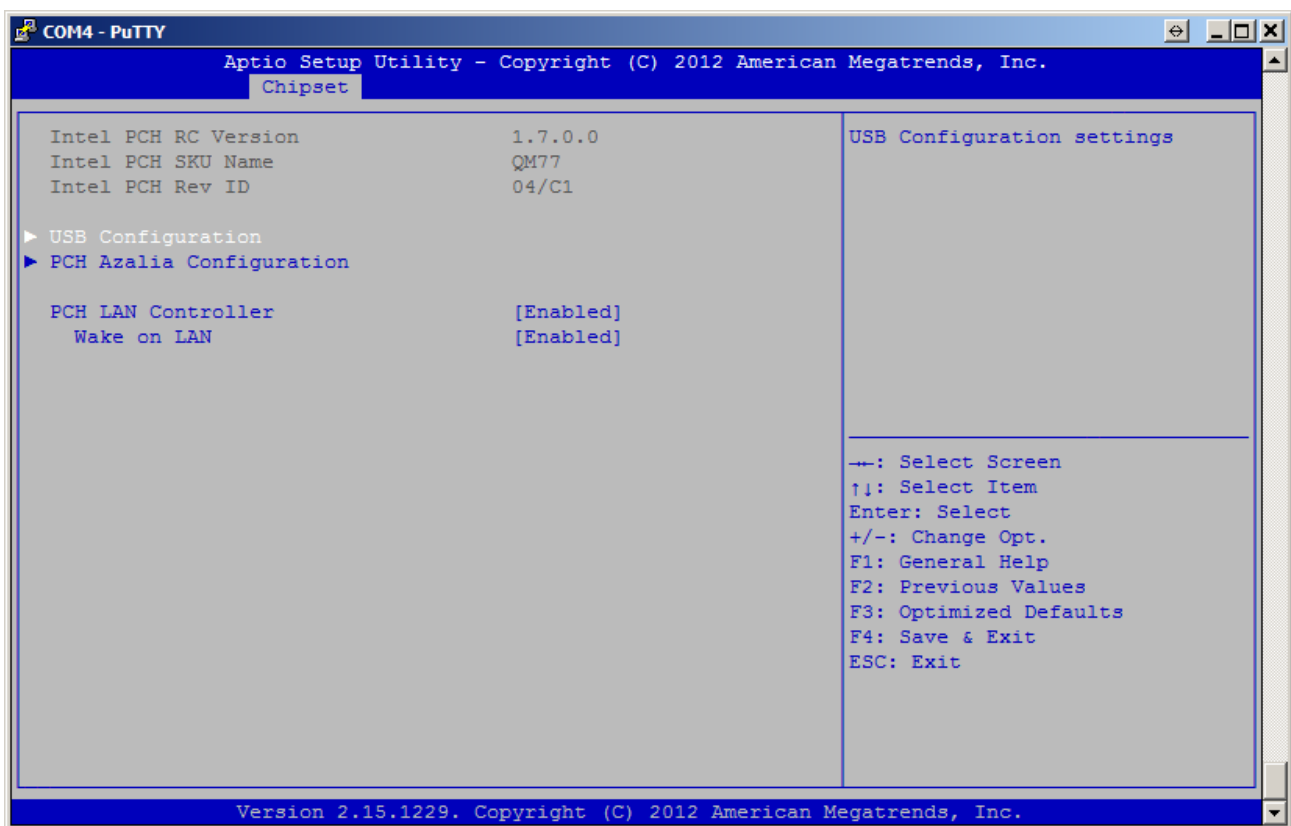 COM4 - PuTTY
Aptio Setup Utility - Copyright (C) 2012 American Megatrends, Inc.
Chipset
Intel PCH RC Version 1.7.0.0
Intel PCH SKU Name QM77
Intel PCH Rev ID 04/C1
► USB Configuration
► PCH Azalia Configuration
PCH LAN Controller [Enabled]
Wake on LAN [Enabled]
USB Configuration settings
→←: Select Screen
↑↓: Select Item
Enter: Select
+/-: Change Opt.
F1: General Help
F2: Previous Values
F3: Optimized Defaults
F4: Save & Exit
ESC: Exit
Version 2.15.1229. Copyright (C) 2012 American Megatrends, Inc.